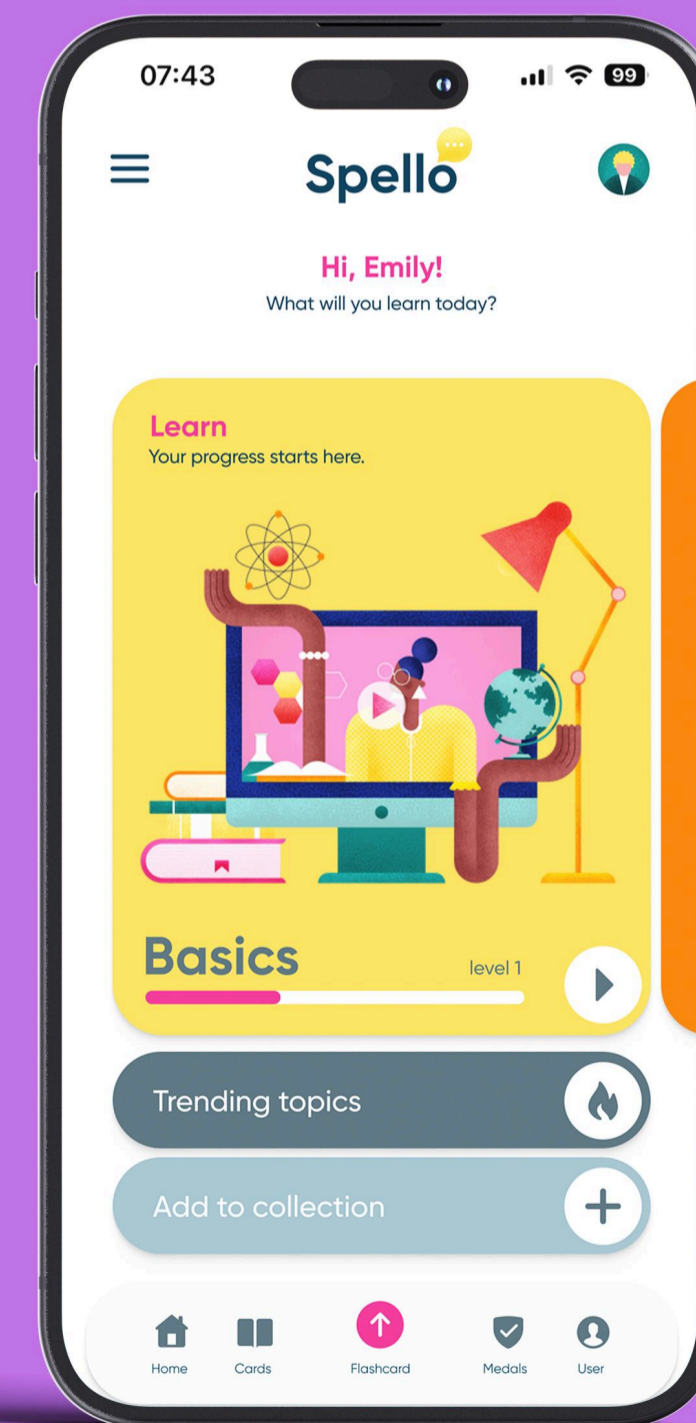 07:43
99
Spello
Hi, Emily!
What will you learn today?
Learn
Your progress starts here.
Basics
level 1
Trending topics
Add to collection
Home
Cards
Flashcard
Medals
User